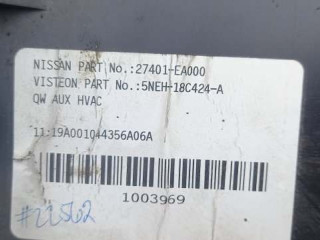 NISSAN PART No.:27401-EA000
VISTEON PART No.:5NEH-18C424-A
QW AUX HVAC
11:19A001044356A06A
1003969
#22562